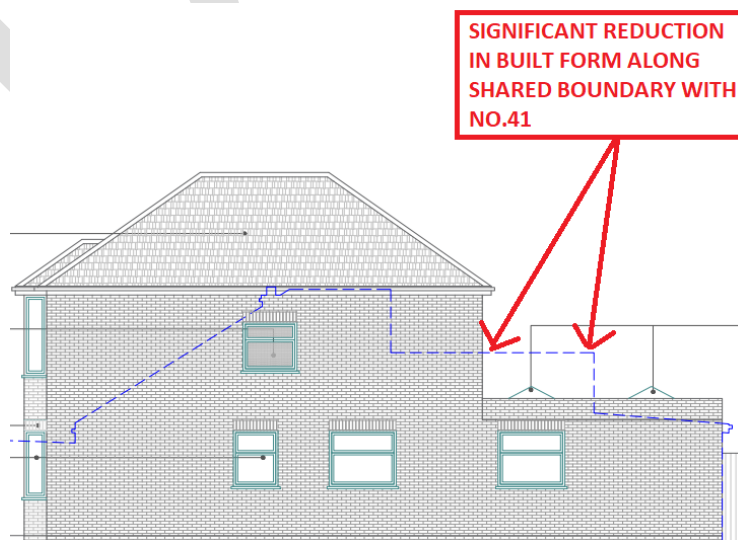 SIGNIFICANT REDUCTION
IN BUILT FORM ALONG
SHARED BOUNDARY WITH
NO.41